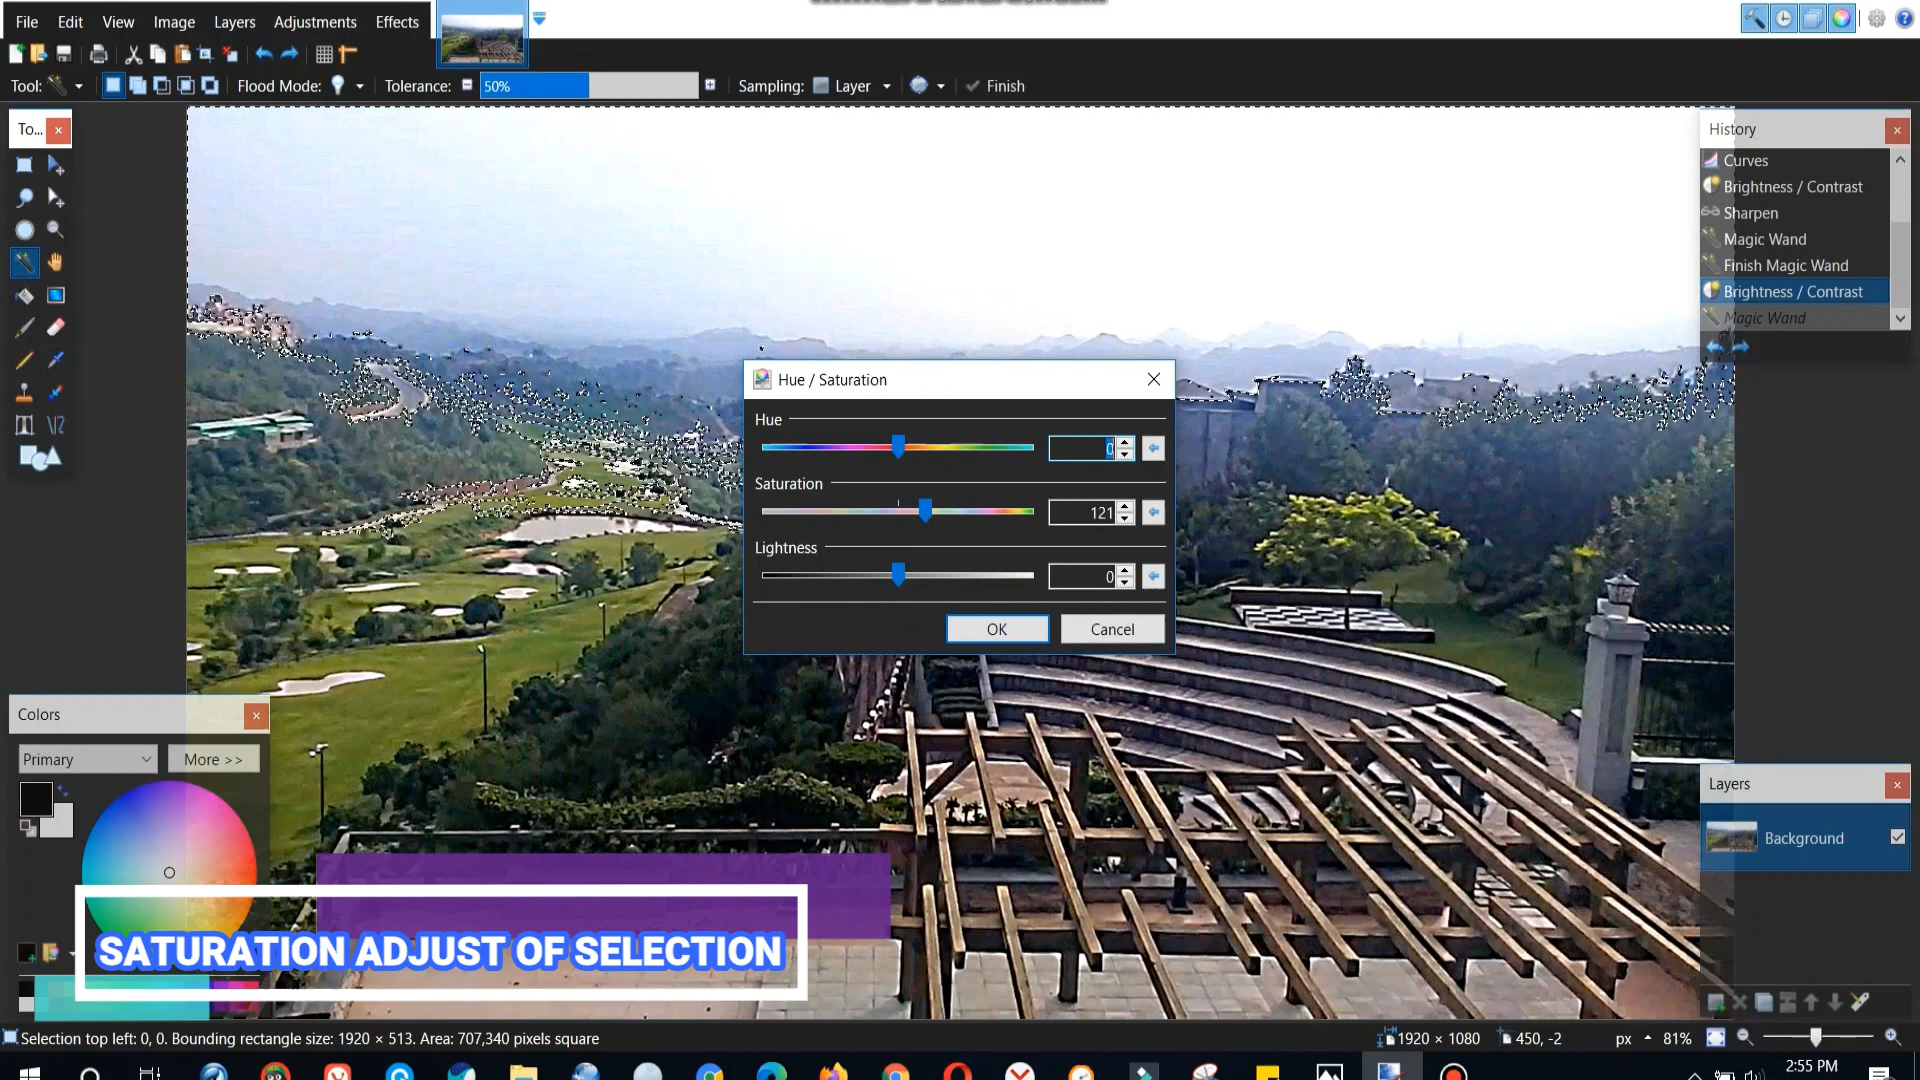 File Edit View Image Layers Adjustments Effects
Tool: Flood Mode: Tolerance: 50% Sampling: Layer Finish
To...
History
Curves
Brightness / Contrast
Sharpen
Magic Wand
Finish Magic Wand
Brightness / Contrast
Magic Wand
Hue / Saturation
Hue
0
Saturation
121
Lightness
0
OK Cancel
Colors
Primary More >>
Layers
Background
SATURATION ADJUST OF SELECTION
Selection top left: 0, 0. Bounding rectangle size: 1920 × 513. Area: 707,340 pixels square 1920 × 1080 450, -2 px 81%
2:55 PM